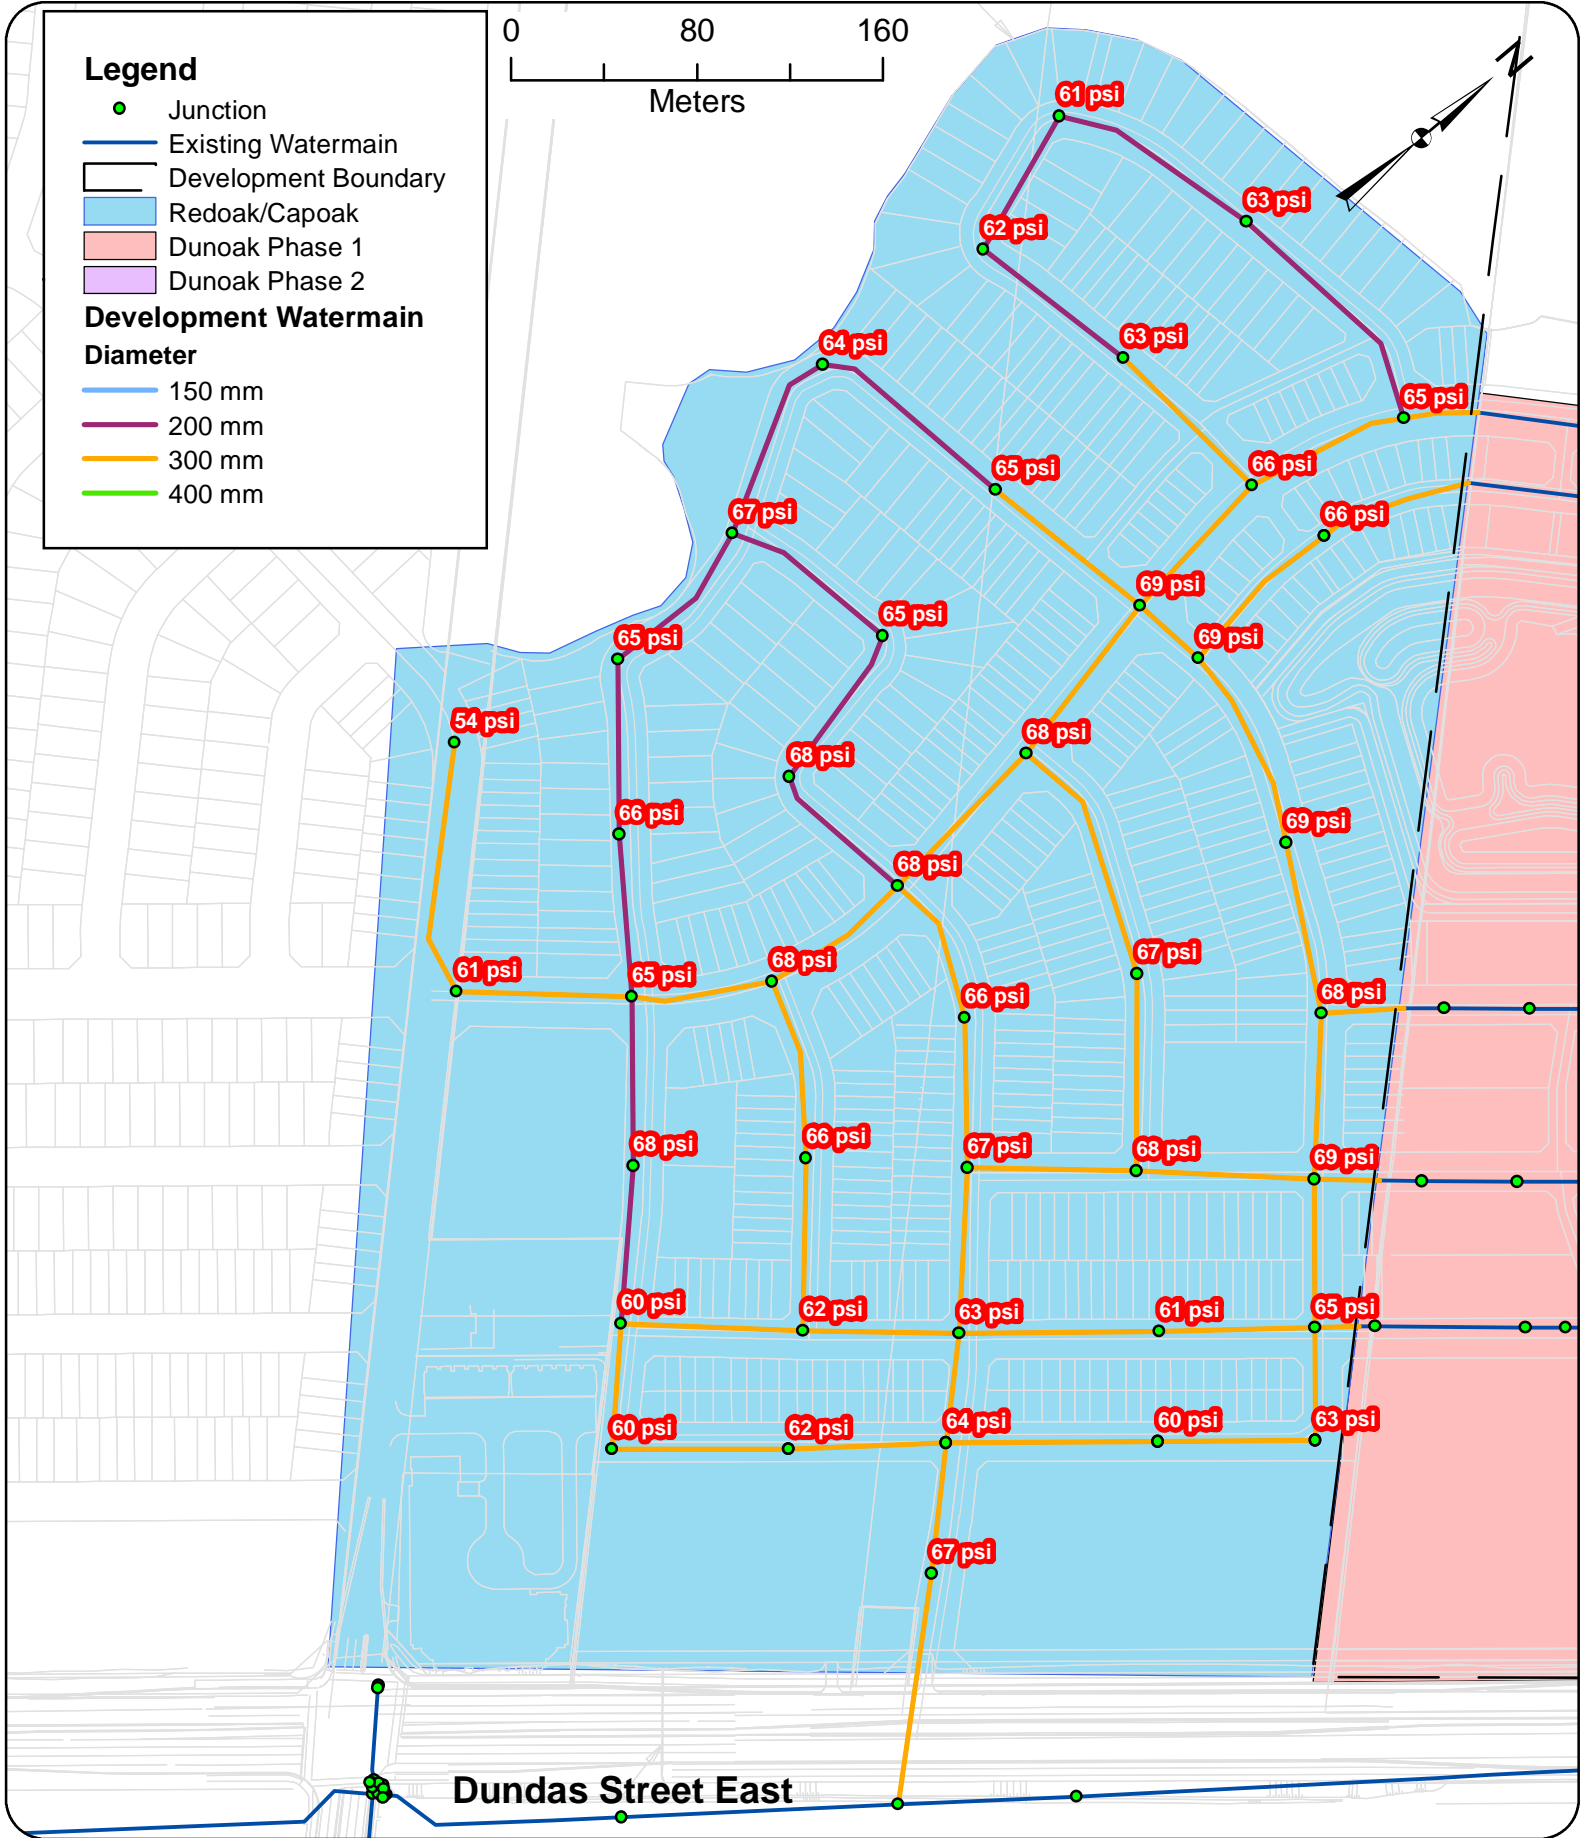 0 80 160
Meters
Legend
Junction
Existing Watermain
Development Boundary
Redoak/Capoak
Dunoak Phase 1
Dunoak Phase 2
Development Watermain
Diameter
150 mm
200 mm
300 mm
400 mm
N
61 psi
63 psi
62 psi
63 psi
64 psi
65 psi
65 psi
66 psi
67 psi
66 psi
69 psi
65 psi
65 psi
69 psi
54 psi
68 psi
68 psi
66 psi
69 psi
68 psi
67 psi
68 psi
61 psi
65 psi
66 psi
68 psi
68 psi
66 psi
67 psi
68 psi
69 psi
60 psi
62 psi
63 psi
61 psi
65 psi
60 psi
62 psi
64 psi
60 psi
63 psi
67 psi
Dundas Street East